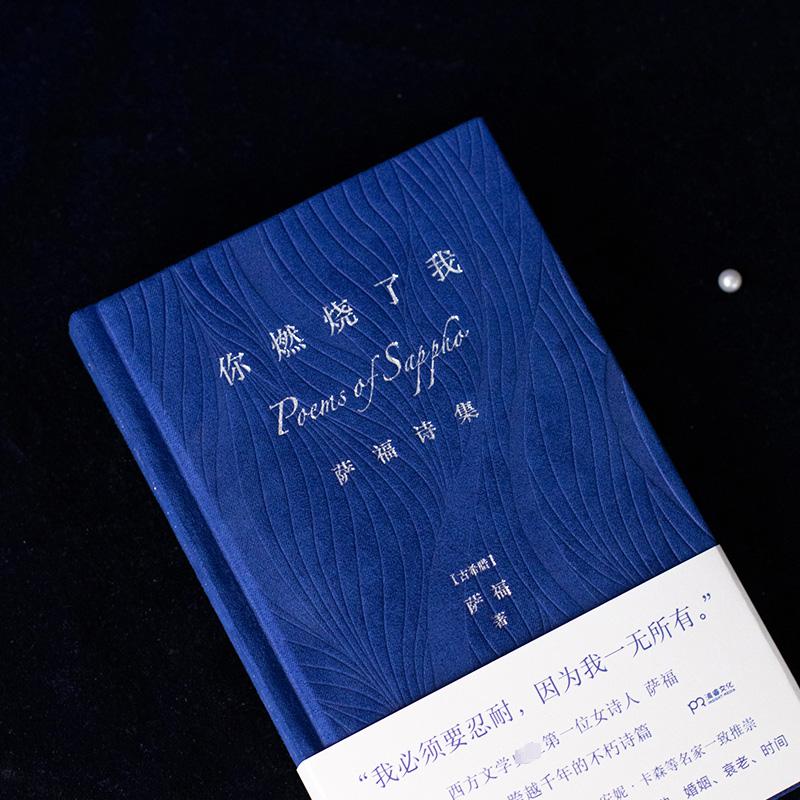 你燃烧了我
Poems of Sappho
萨福诗集
【古希腊】
萨福
著
“我必须要忍耐，因为我一无所有。”
西方文学 第一位女诗人 萨福
跨越千年的不朽诗篇
安妮·卡森等名家一致推崇
婚姻、衰老、时间